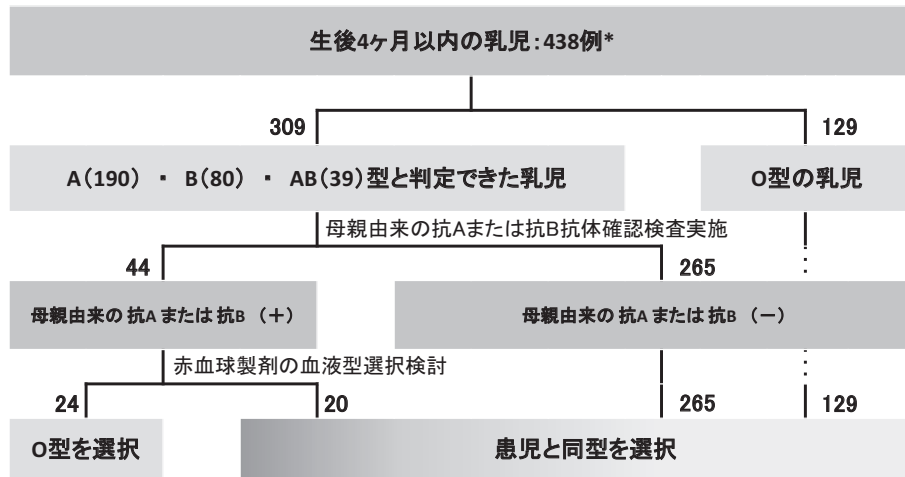 生後4ヶ月以内の乳児：438例*
309
129
A（190） ・ B（80） ・ AB（39）型と判定できた乳児
O型の乳児
母親由来の抗Aまたは抗B抗体確認検査実施
44
265
母親由来の 抗A または 抗B （＋）
母親由来の 抗A または 抗B （－）
赤血球製剤の血液型選択検討
24
20
265
129
O型を選択
患児と同型を選択